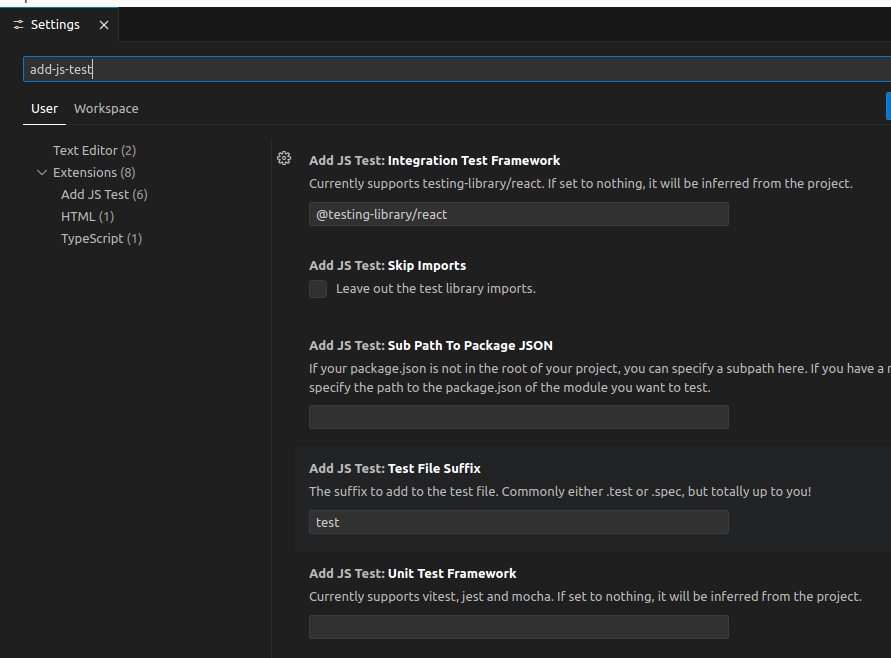 Settings
add-js-test
User Workspace
Text Editor (2)
Extensions (8)
Add JS Test (6)
HTML (1)
TypeScript (1)
Add JS Test: Integration Test Framework
Currently supports testing-library/react. If set to nothing, it will be inferred from the project.
@testing-library/react
Add JS Test: Skip Imports
Leave out the test library imports.
Add JS Test: Sub Path To Package JSON
If your package.json is not in the root of your project, you can specify a subpath here. If you have a
specify the path to the package.json of the module you want to test.
Add JS Test: Test File Suffix
The suffix to add to the test file. Commonly either .test or .spec, but totally up to you!
test
Add JS Test: Unit Test Framework
Currently supports vitest, jest and mocha. If set to nothing, it will be inferred from the project.